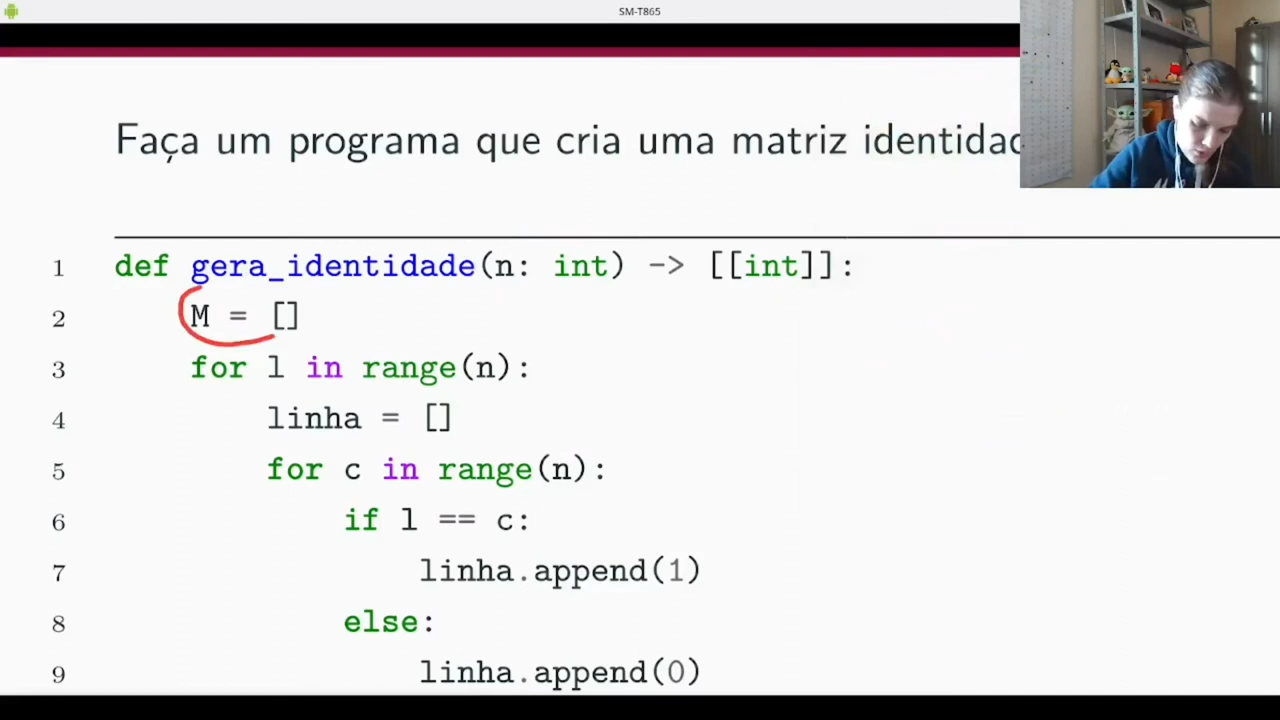 SM-T865
Faça um programa que cria uma matriz identidad
1 def gera_identidade(n: int) -> [[int]]:
2 M = []
3 for l in range(n):
4 linha = []
5 for c in range(n):
6 if l == c:
7 linha.append(1)
8 else:
9 linha.append(0)